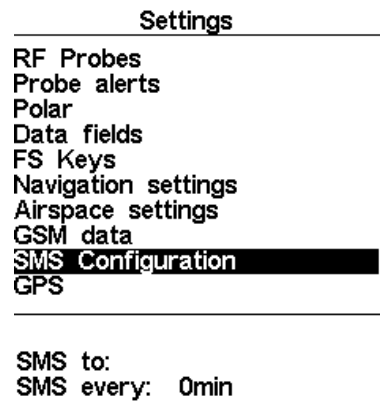 Settings
RF Probes
Probe alerts
Polar
Data fields
FS Keys
Navigation settings
Airspace settings
GSM data
SMS Configuration
GPS
SMS to:
SMS every: 0min